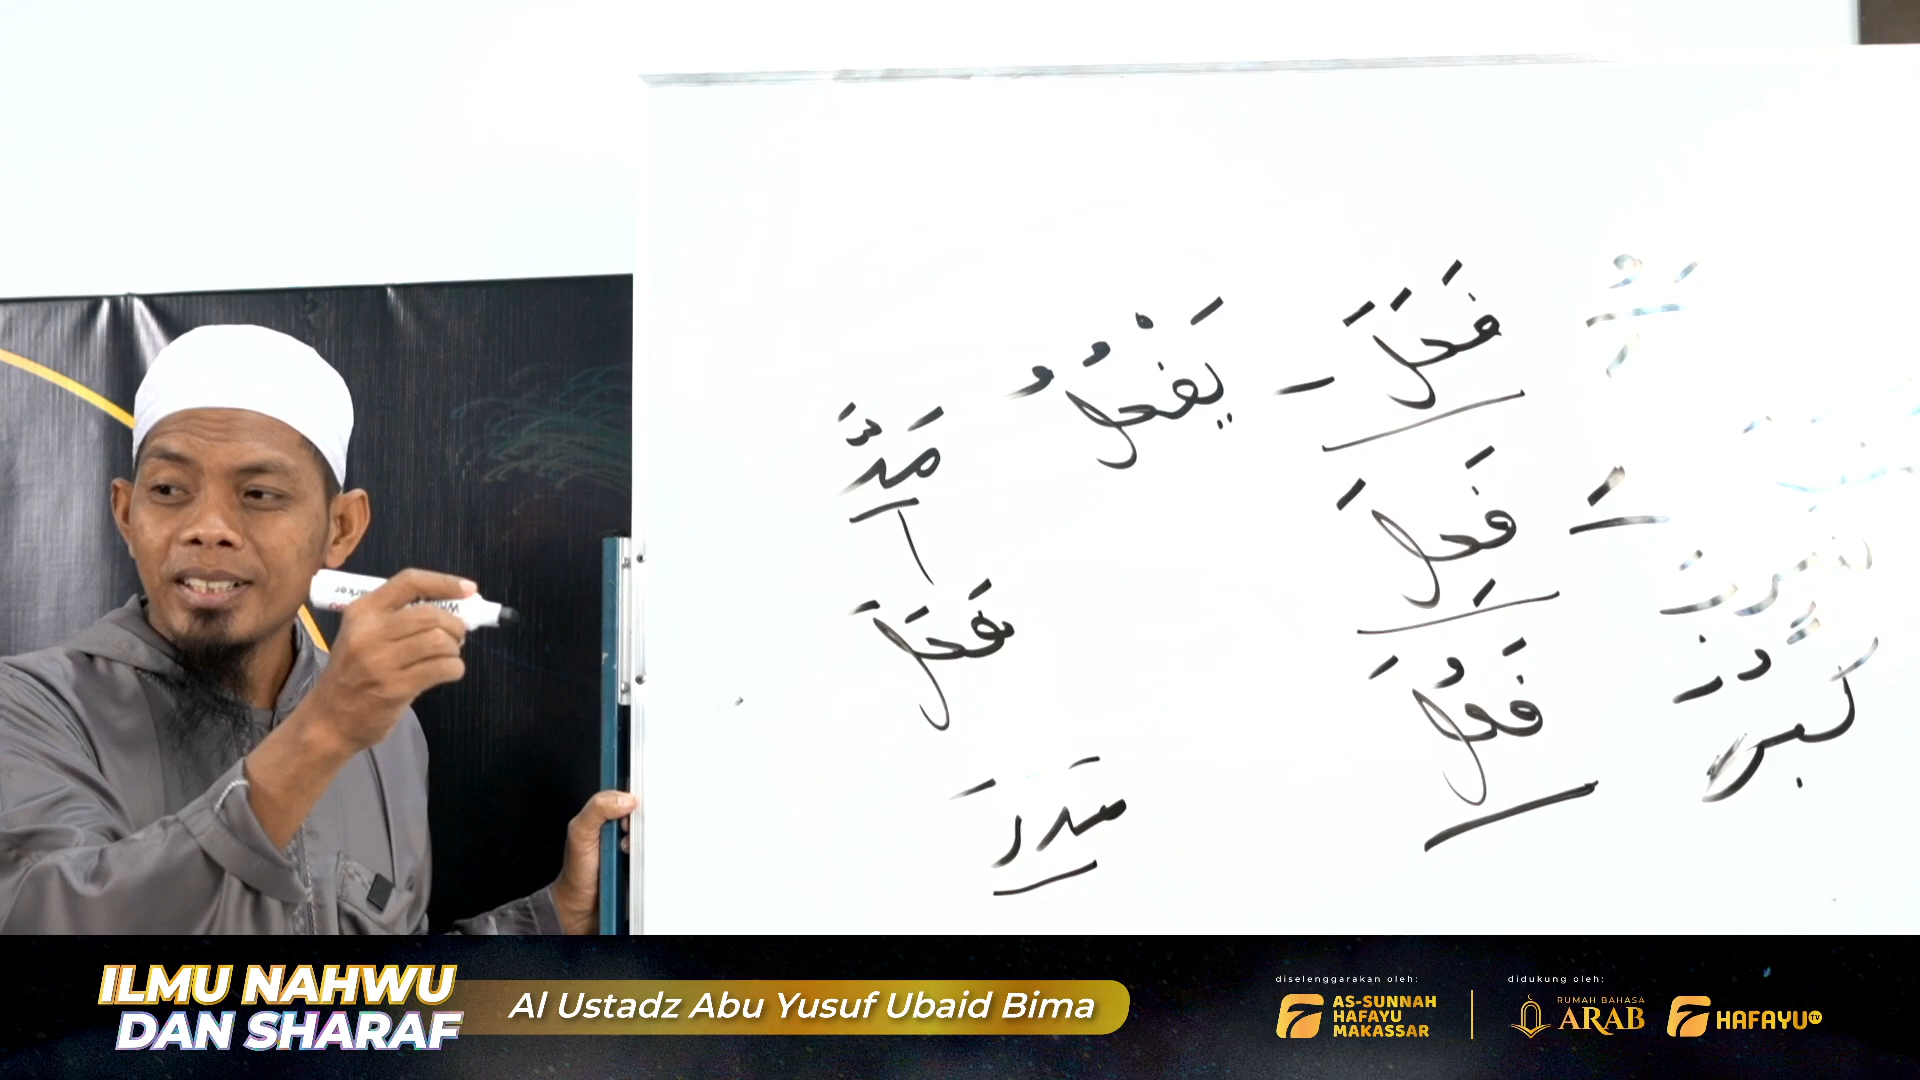 فَعَلَ - يَفْعُلُ
فَعِلَ
فَعُلَ
كَبُرَ
مَدَّ
فَعَلَ
مَدَدَ
ILMU NAHWU
DAN SHARAF
Al Ustadz Abu Yusuf Ubaid Bima
diselenggarakan oleh:
AS-SUNNAH
HAFAYU
MAKASSAR
didukung oleh:
RUMAH BAHASA
ARAB
HAFAYU TV